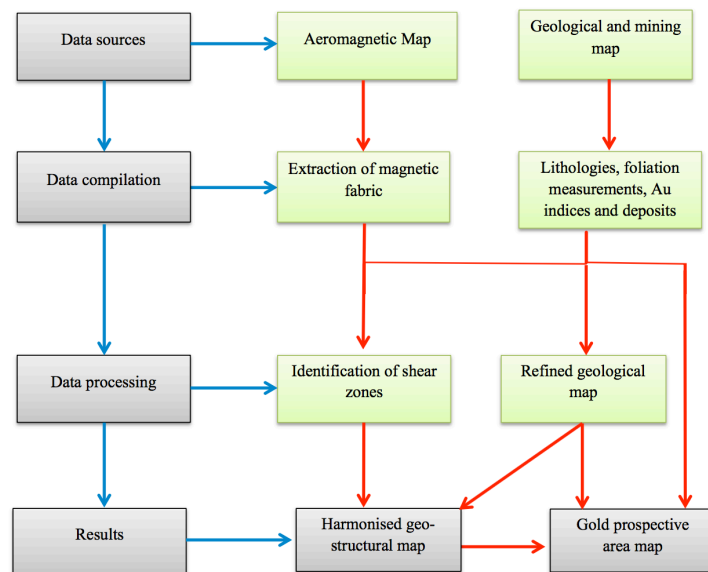 Data sources
Aeromagnetic Map
Geological and mining
map
Data compilation
Extraction of magnetic
fabric
Lithologies, foliation
measurements, Au
indices and deposits
Data processing
Identification of shear
zones
Refined geological
map
Results
Harmonised geo-
structural map
Gold prospective
area map